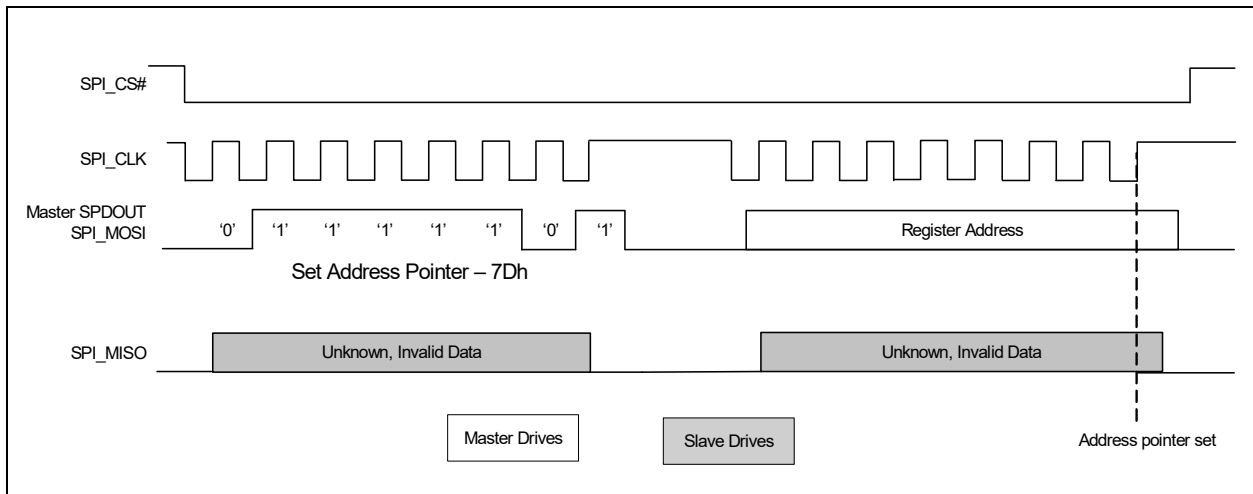 SPI_CS#
SPI_CLK
Master SPDOUT
SPI_MOSI
‘0’ ‘1’ ‘1’ ‘1’ ‘1’ ‘1’ ‘0’ ‘1’ Register Address
Set Address Pointer – 7Dh
SPI_MISO
Unknown, Invalid Data Unknown, Invalid Data
Master Drives Slave Drives
Address pointer set